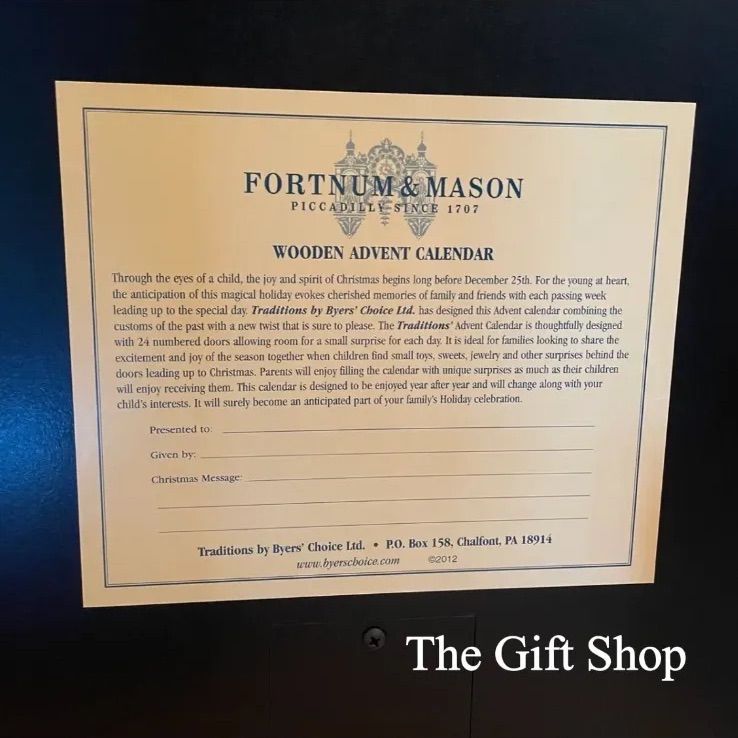 FORTNUM & MASON
PICCADILLY SINCE 1707
WOODEN ADVENT CALENDAR
Through the eyes of a child, the joy and spirit of Christmas begins long before December 25th. For the young at heart,
the anticipation of this magical holiday evokes cherished memories of family and friends with each passing week
leading up to the special day. Traditions by Byers' Choice Ltd. has designed this Advent calendar combining the
customs of the past with a new twist that is sure to please. The Traditions' Advent Calendar is thoughtfully designed
with 24 numbered doors allowing room for a small surprise for each day. It is ideal for families looking to share the
excitement and joy of the season together when children find small toys, sweets, jewelry and other surprises behind the
doors leading up to Christmas. Parents will enjoy filling the calendar with unique surprises as much as their children
will enjoy receiving them. This calendar is designed to be enjoyed year after year and will change along with your
child's interests. It will surely become an anticipated part of your family's Holiday celebration.
Presented to:
Given by:
Christmas Message:
Traditions by Byers' Choice Ltd. • P.O. Box 158, Chalfont, PA 18914
www.byerschoice.com ©2012
The Gift Shop